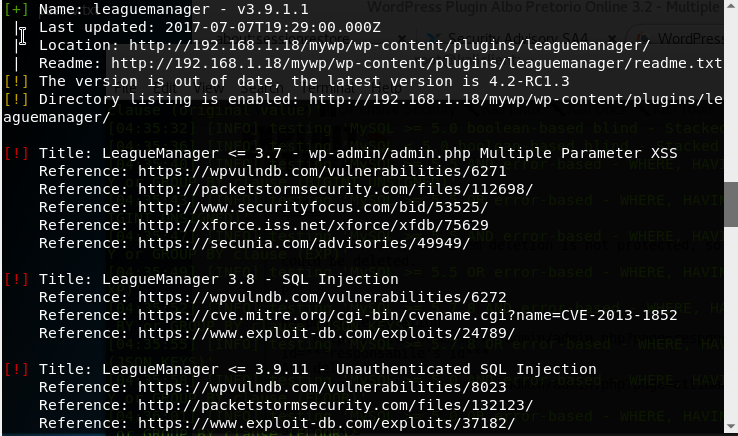 [+] Name: leaguemanager - v3.9.1.1
|  Last updated: 2017-07-07T19:29:00.000Z
|  Location: http://192.168.1.18/mywp/wp-content/plugins/leaguemanager/
|  Readme: http://192.168.1.18/mywp/wp-content/plugins/leaguemanager/readme.txt
[!] The version is out of date, the latest version is 4.2-RC1.3
[!] Directory listing is enabled: http://192.168.1.18/mywp/wp-content/plugins/le
aguemanager/
[!] Title: LeagueManager <= 3.7 - wp-admin/admin.php Multiple Parameter XSS
Reference: https://wpvulndb.com/vulnerabilities/6271
Reference: http://packetstormsecurity.com/files/112698/
Reference: http://www.securityfocus.com/bid/53525/
Reference: http://xforce.iss.net/xforce/xfdb/75629
Reference: https://secunia.com/advisories/49949/
[!] Title: LeagueManager 3.8 - SQL Injection
Reference: https://wpvulndb.com/vulnerabilities/6272
Reference: https://cve.mitre.org/cgi-bin/cvename.cgi?name=CVE-2013-1852
Reference: https://www.exploit-db.com/exploits/24789/
[!] Title: LeagueManager <= 3.9.11 - Unauthenticated SQL Injection
Reference: https://wpvulndb.com/vulnerabilities/8023
Reference: http://packetstormsecurity.com/files/132123/
Reference: https://www.exploit-db.com/exploits/37182/